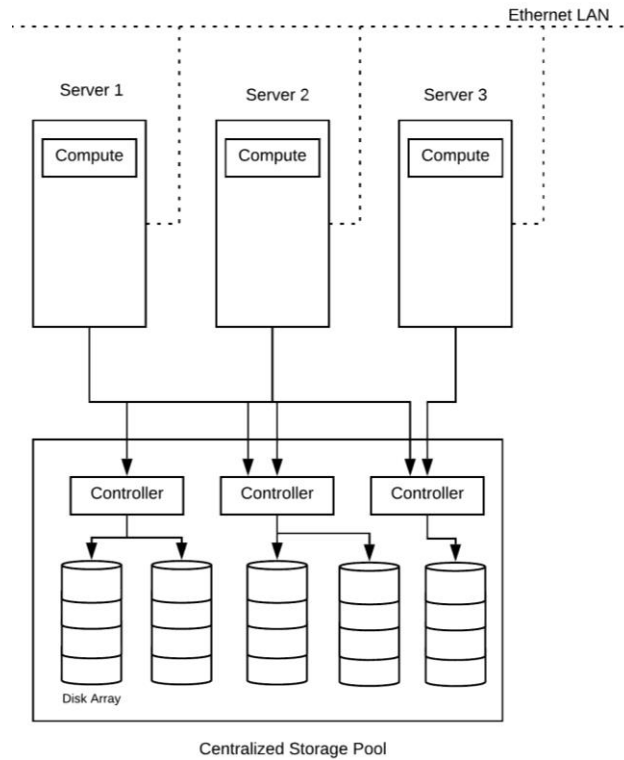 Ethernet LAN
Server 1
Server 2
Server 3
Compute
Compute
Compute
Controller
Controller
Controller
Disk Array
Centralized Storage Pool